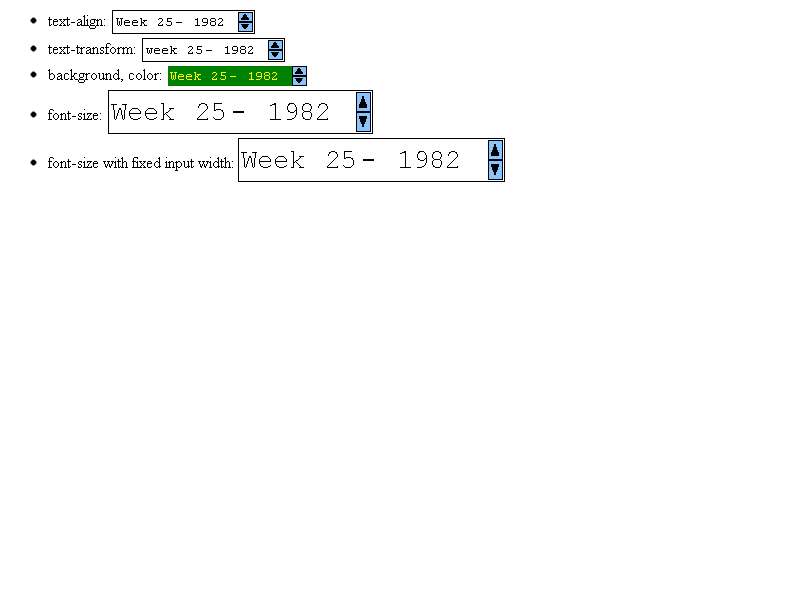 text-align: Week 25- 1982
text-transform: week 25- 1982
background, color: Week 25- 1982
font-size: Week 25- 1982
font-size with fixed input width: Week 25- 1982